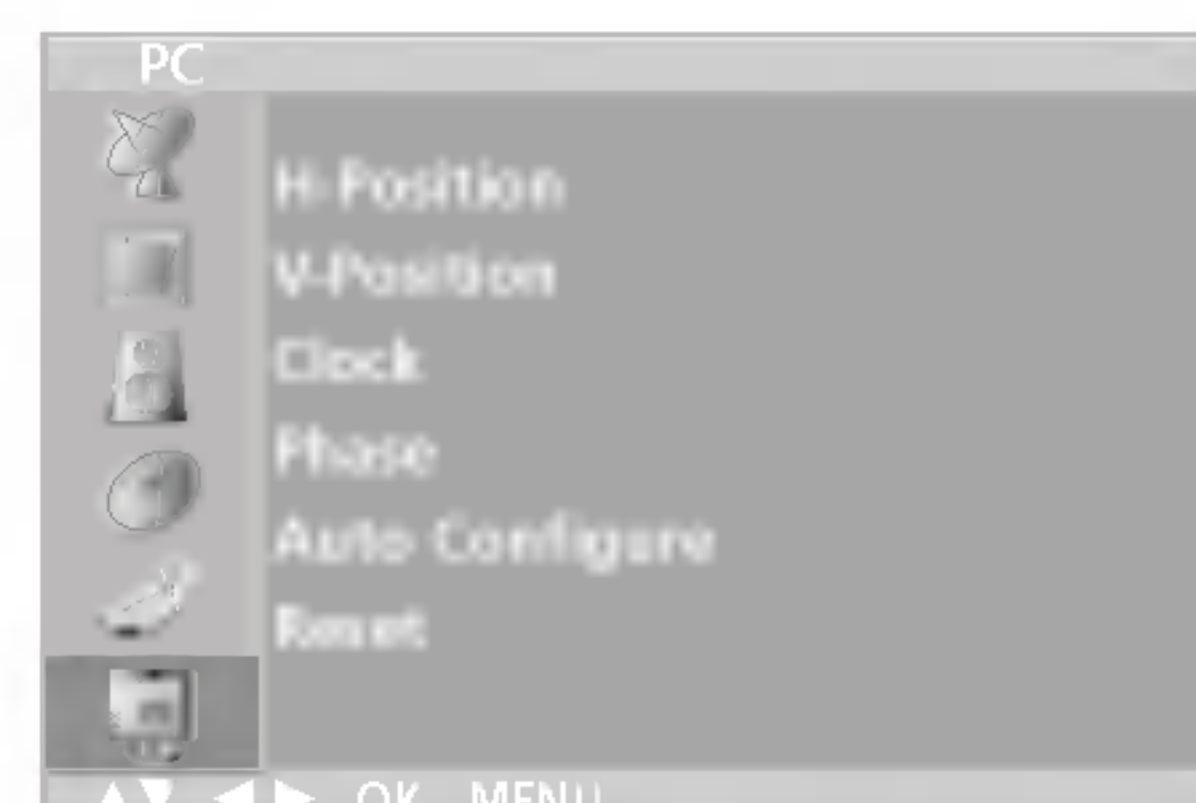 PC
H-Position
V-Position
Clock
Phase
Auto Configure
Reset
▲▼ ◀▶ OK MENU